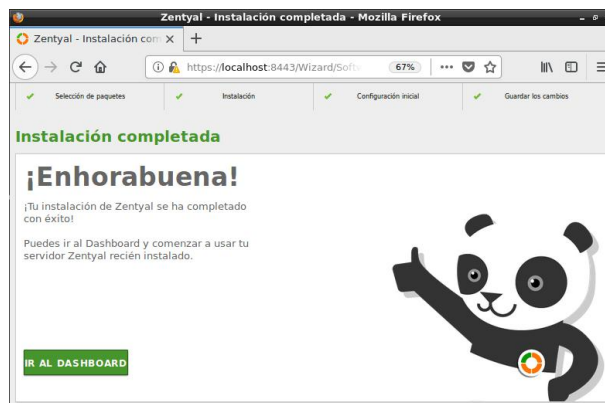 Zentyal - Instalación completada - Mozilla Firefox
Zentyal - Instalación com
https://localhost:8443/Wizard/Soft
67%
Selección de paquetes
Instalación
Configuración inicial
Guardar los cambios
Instalación completada
¡Enhorabuena!
¡Tu instalación de Zentyal se ha completado
con éxito!
Puedes ir al Dashboard y comenzar a usar tu
servidor Zentyal recién instalado.
IR AL DASHBOARD